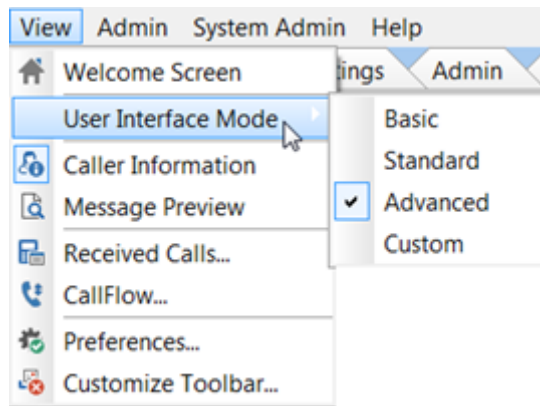 View Admin System Admin Help
Welcome Screen
ings Admin
User Interface Mode
Basic
Caller Information
Standard
Message Preview
Advanced
Received Calls...
Custom
CallFlow...
Preferences...
Customize Toolbar...